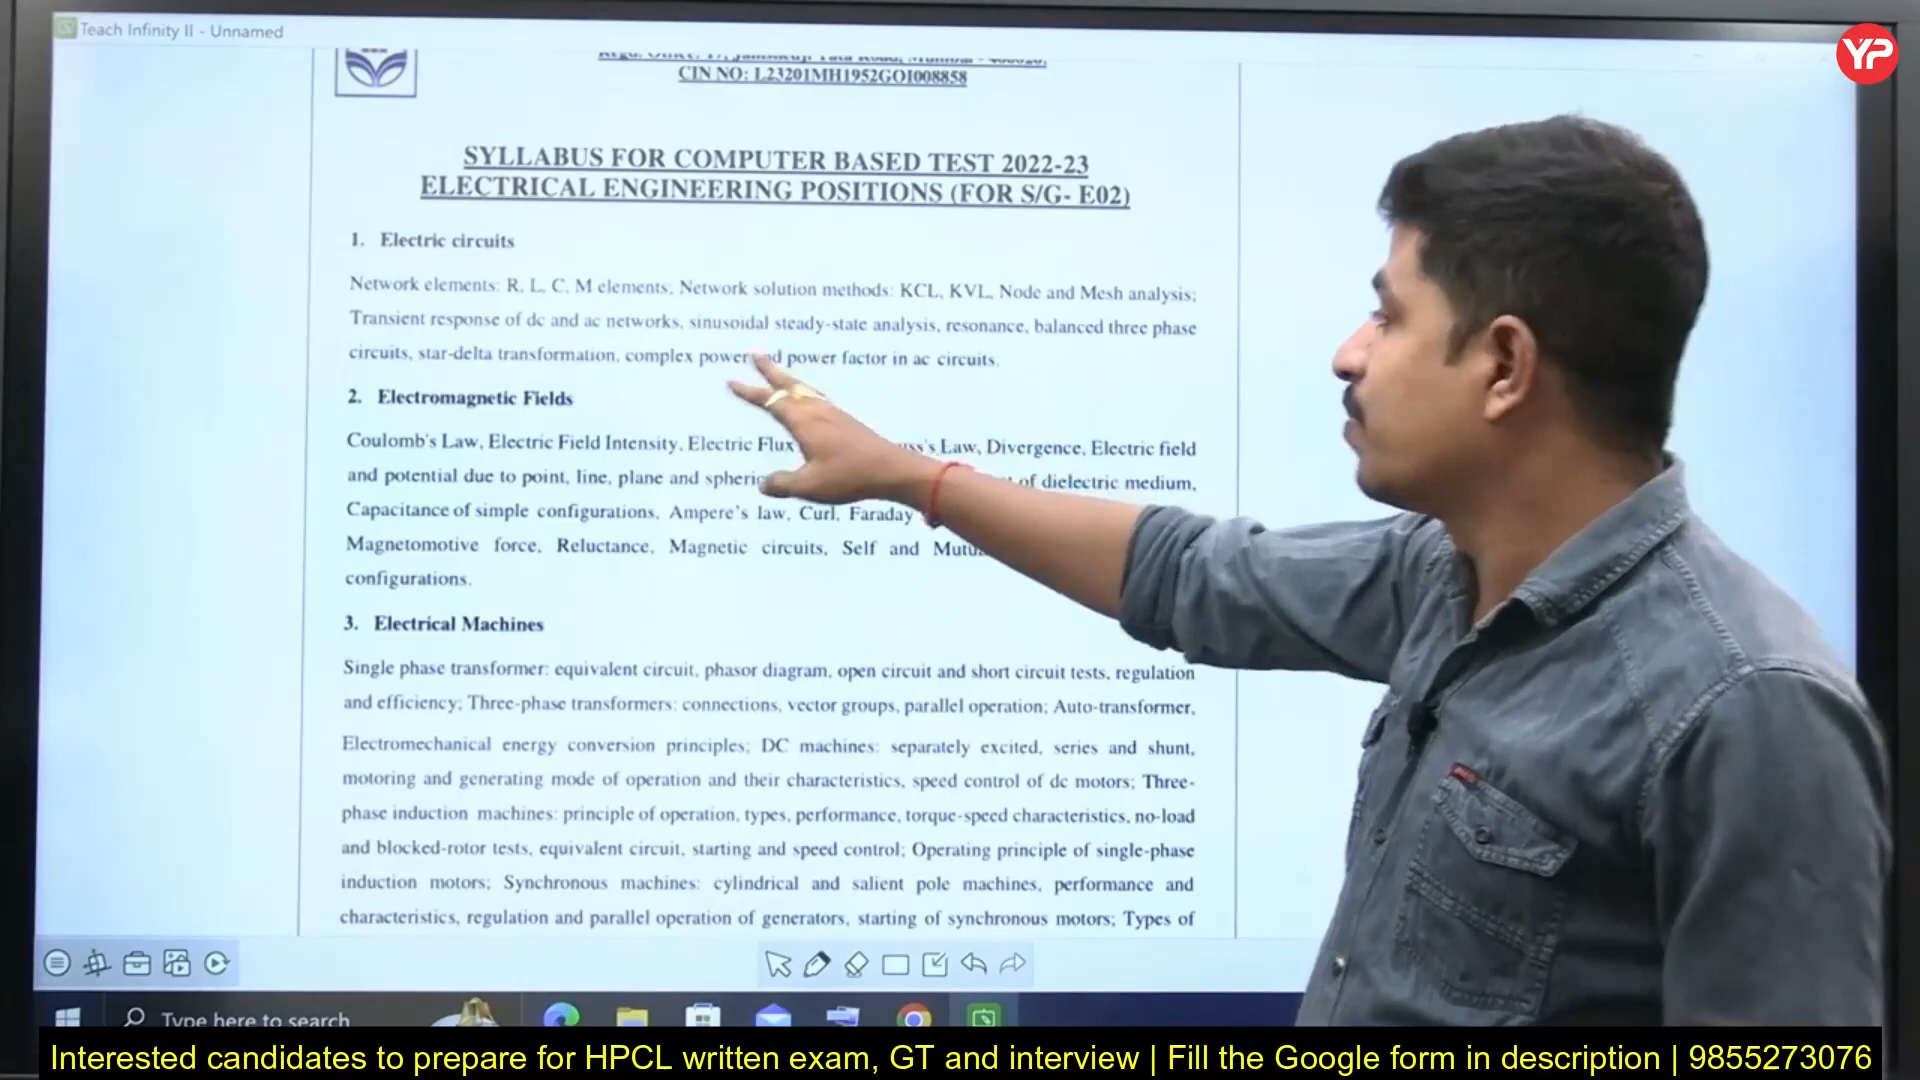 Teach Infinity II - Unnamed
YP
CIN NO: L23201MH1952GOI008858
SYLLABUS FOR COMPUTER BASED TEST 2022-23
ELECTRICAL ENGINEERING POSITIONS (FOR S/G- E02)
1. Electric circuits
Network elements: R, L, C, M elements; Network solution methods: KCL, KVL, Node and Mesh analysis;
Transient response of dc and ac networks, sinusoidal steady-state analysis, resonance, balanced three phase
circuits, star-delta transformation, complex power and power factor in ac circuits.
2. Electromagnetic Fields
Coulomb's Law, Electric Field Intensity, Electric Flux Law, Divergence, Electric field
and potential due to point, line, plane and of dielectric medium,
Capacitance of simple configurations, Ampere's law, Curl, Faraday
Magnetomotive force, Reluctance, Magnetic circuits, Self and
configurations.
3. Electrical Machines
Single phase transformer: equivalent circuit, phasor diagram, open circuit and short circuit tests, regulation
and efficiency; Three-phase transformers: connections, vector groups, parallel operation; Auto-transformer,
Electromechanical energy conversion principles; DC machines: separately excited, series and shunt,
motoring and generating mode of operation and their characteristics, speed control of dc motors; Three-
phase induction machines: principle of operation, types, performance, torque-speed characteristics, no-load
and blocked-rotor tests, equivalent circuit, starting and speed control; Operating principle of single-phase
induction motors; Synchronous machines: cylindrical and salient pole machines, performance and
characteristics, regulation and parallel operation of generators, starting of synchronous motors; Types of
Type here to search
Interested candidates to prepare for HPCL written exam, GT and interview | Fill the Google form in description | 9855273076